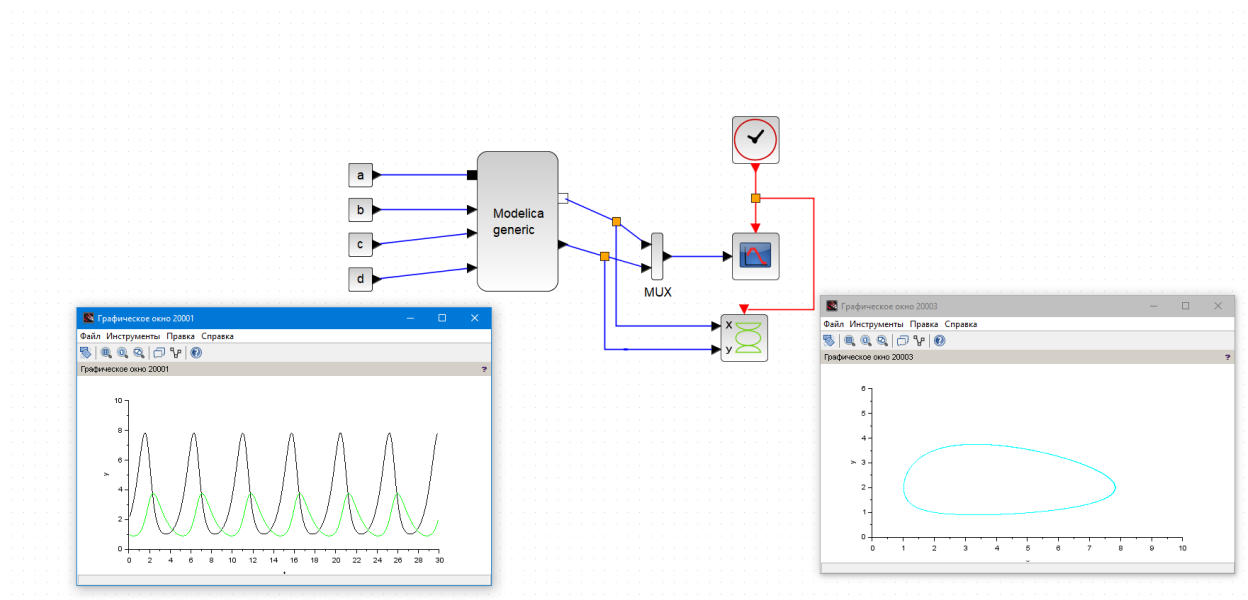 a
b
c
d
Modelica
generic
MUX
X
y
Графическое окно 20001
Файл Инструменты Правка Справка
Графическое окно 20001
?
10
8
6
4
2
0
y
0 2 4 6 8 10 12 14 16 18 20 22 24 26 28 30
Графическое окно 20003
Файл Инструменты Правка Справка
Графическое окно 20003
?
6
5
4
3
2
1
0
y
0 1 2 3 4 5 6 7 8 9 10